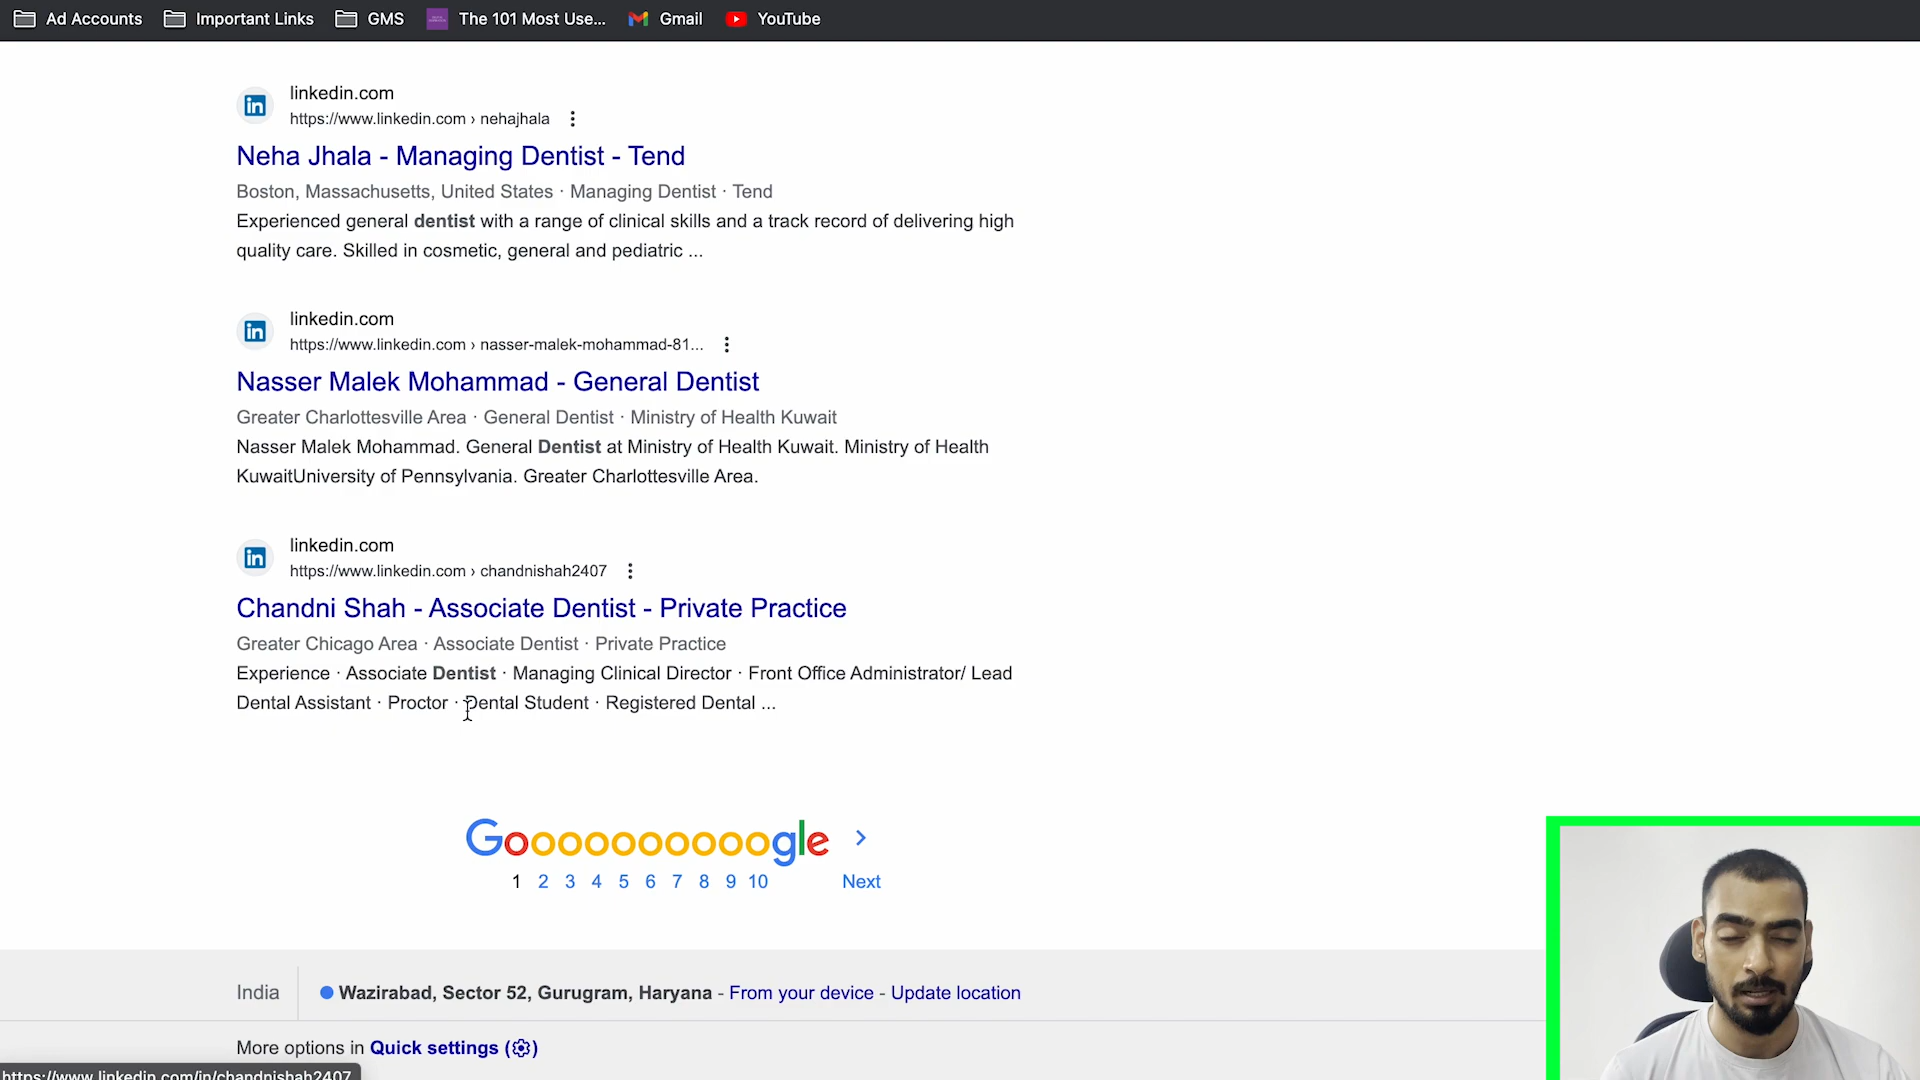 Ad Accounts Important Links GMS The 101 Most Use... Gmail YouTube
in linkedin.com
https://www.linkedin.com › nehajhala
Neha Jhala - Managing Dentist - Tend
Boston, Massachusetts, United States · Managing Dentist · Tend
Experienced general dentist with a range of clinical skills and a track record of delivering high
quality care. Skilled in cosmetic, general and pediatric ...
in linkedin.com
https://www.linkedin.com › nasser-malek-mohammad-81...
Nasser Malek Mohammad - General Dentist
Greater Charlottesville Area · General Dentist · Ministry of Health Kuwait
Nasser Malek Mohammad. General Dentist at Ministry of Health Kuwait. Ministry of Health
KuwaitUniversity of Pennsylvania. Greater Charlottesville Area.
in linkedin.com
https://www.linkedin.com › chandnishah2407
Chandni Shah - Associate Dentist - Private Practice
Greater Chicago Area · Associate Dentist · Private Practice
Experience · Associate Dentist · Managing Clinical Director · Front Office Administrator/ Lead
Dental Assistant · Proctor · Dental Student · Registered Dental ...
Goooooooooogle >
1 2 3 4 5 6 7 8 9 10 Next
India Wazirabad, Sector 52, Gurugram, Haryana - From your device - Update location
More options in Quick settings ( )
https://www.linkedin.com/in/chandnishah2407